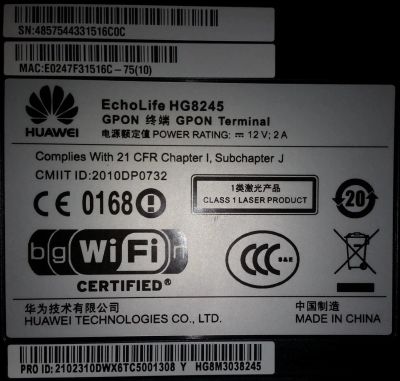 SN:4857544331516C0C
MAC:E0247F31516C-75(10)
EchoLife HG8245
GPON 终端 GPON Terminal
电源额定值 POWER RATING: ⎓ 12V; 2A
HUAWEI
Complies With 21 CFR Chapter I, Subchapter J
CMIIT ID:2010DP0732
CE 0168
1类激光产品
CLASS 1 LASER PRODUCT
20
b g WiFi n
CERTIFIED®
CCC S&E
华为技术有限公司
中国制造
HUAWEI TECHNOLOGIES CO., LTD.
MADE IN CHINA
PRO ID:2102310DWX6TC5001308 Y HG8M3038245